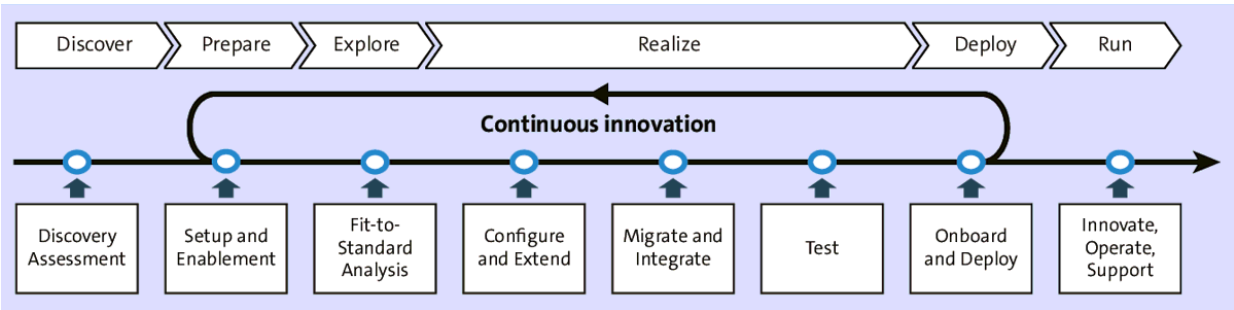 Discover
Prepare
Explore
Realize
Deploy
Run
Continuous innovation
Discovery
Assessment
Setup and
Enablement
Fit-to-
Standard
Analysis
Configure
and Extend
Migrate and
Integrate
Test
Onboard
and Deploy
Innovate,
Operate,
Support